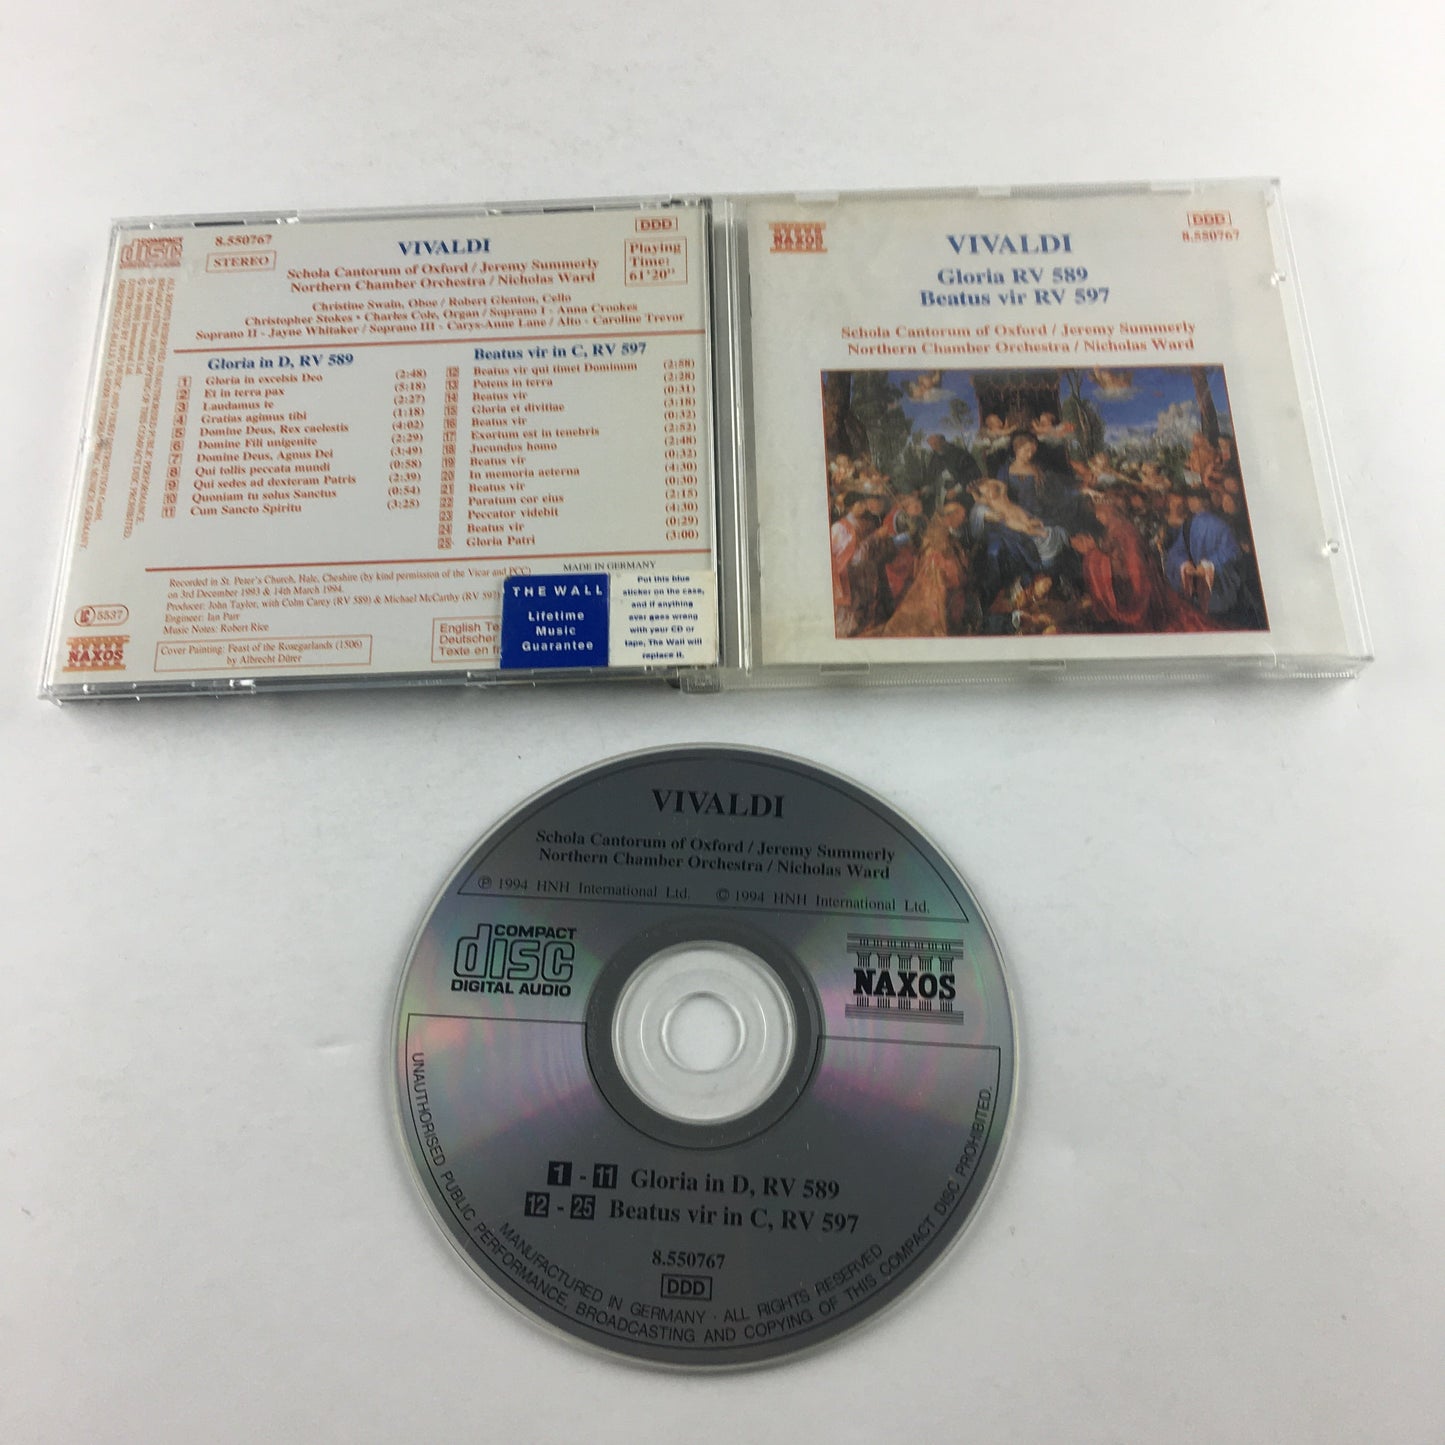 COMPACT
disc
DIGITAL AUDIO
8.550767
STEREO
VIVALDI
DDD
Playing
Time:
61'20"
Schola Cantorum of Oxford / Jeremy Summerly
Northern Chamber Orchestra / Nicholas Ward
Christine Swain, Oboe / Robert Glenton, Cello
Christopher Stokes • Charles Cole, Organ / Soprano I - Anna Crookes
Soprano II - Jayne Whitaker / Soprano III - Carys-Anne Lane / Alto - Caroline Trevor
Gloria in D, RV 589
1 Gloria in excelsis Deo (2:48)
2 Et in terra pax (5:18)
3 Laudamus te (2:27)
4 Gratias agimus tibi (1:18)
5 Domine Deus, Rex caelestis (4:02)
6 Domine Fili unigenite (2:29)
7 Domine Deus, Agnus Dei (3:49)
8 Qui tollis peccata mundi (0:58)
9 Qui sedes ad dexteram Patris (2:39)
10 Quoniam tu solus Sanctus (0:54)
11 Cum Sancto Spiritu (3:25)
Beatus vir in C, RV 597
12 Beatus vir qui timet Dominum (2:58)
13 Potens in terra (2:28)
14 Beatus vir (0:31)
15 Gloria et divitiae (3:18)
16 Beatus vir (0:32)
17 Exortum est in tenebris (2:52)
18 Jucundus homo (2:48)
19 Beatus vir (0:32)
20 In memoria aeterna (4:30)
21 Beatus vir (0:30)
22 Paratum cor eius (2:15)
23 Peccator videbit (4:30)
24 Beatus vir (0:29)
25 Gloria Patri (3:00)
Recorded in St. Peter's Church, Hale, Cheshire (by kind permission of the Vicar and PCC)
on 3rd December 1993 & 14th March 1994.
Producer: John Taylor, with Colm Carey (RV 589) & Michael McCarthy (RV 597)
Engineer: Ian Parr
Music Notes: Robert Rice
MADE IN GERMANY
LC 5537
NAXOS
Cover Painting: Feast of the Rosegarlands (1506)
by Albrecht Dürer
English Te
Deutscher
Texte en fr
THE WALL
Lifetime
Music
Guarantee
Put this blue
sticker on the case,
and if anything
ever goes wrong
with your CD or
tape, The Wall will
replace it.
NAXOS
DDD
8.550767
VIVALDI
Gloria RV 589
Beatus vir RV 597
Schola Cantorum of Oxford / Jeremy Summerly
Northern Chamber Orchestra / Nicholas Ward
VIVALDI
Schola Cantorum of Oxford / Jeremy Summerly
Northern Chamber Orchestra / Nicholas Ward
℗ 1994 HNH International Ltd. © 1994 HNH International Ltd.
COMPACT
disc
DIGITAL AUDIO
NAXOS
1 - 11 Gloria in D, RV 589
12 - 25 Beatus vir in C, RV 597
8.550767
DDD
MANUFACTURED IN GERMANY · ALL RIGHTS RESERVED
UNAUTHORISED PUBLIC PERFORMANCE, BROADCASTING AND COPYING OF THIS COMPACT DISC PROHIBITED.